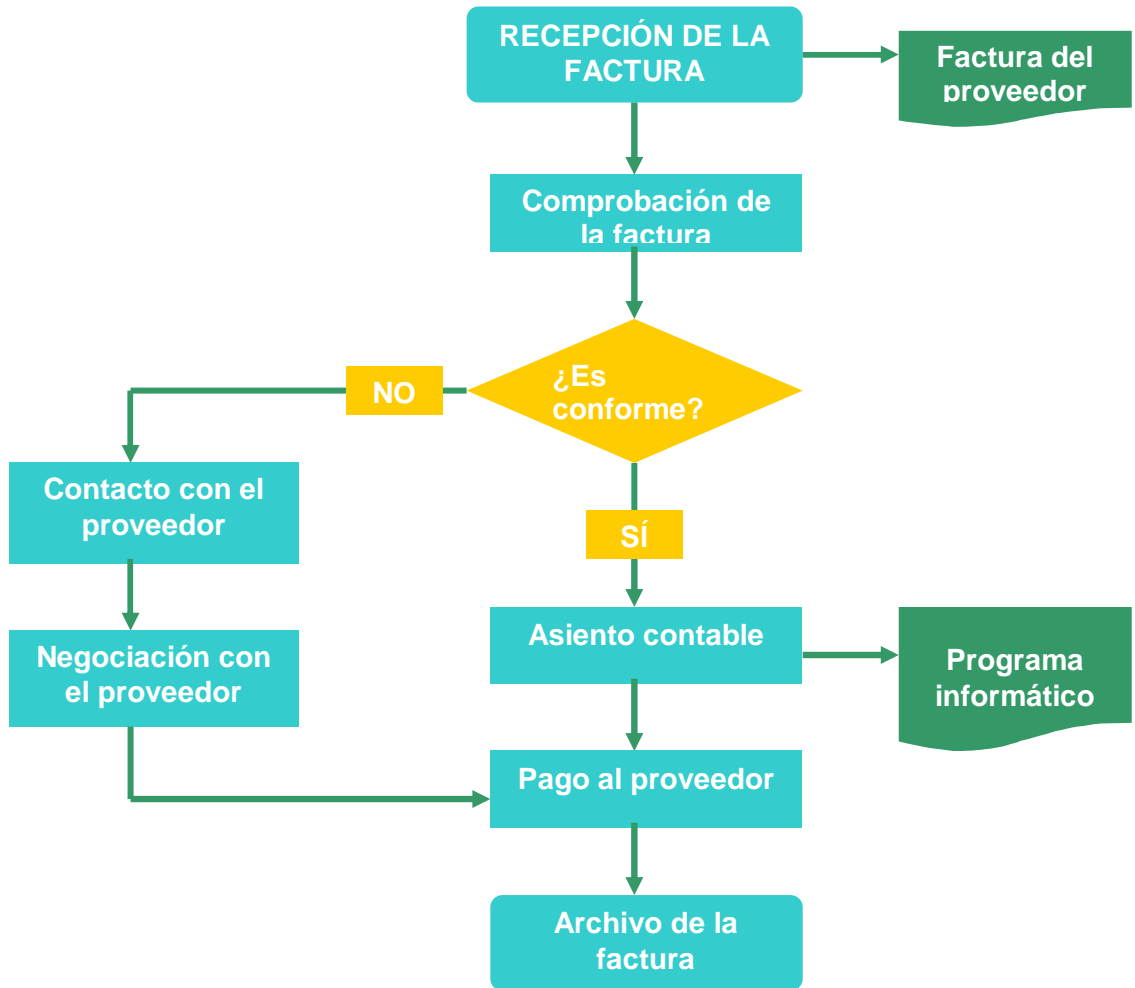 RECEPCIÓN DE LA
FACTURA
Factura del
proveedor
Comprobación de
la factura
¿Es
conforme?
NO
SÍ
Contacto con el
proveedor
Negociación con
el proveedor
Asiento contable
Programa
informático
Pago al proveedor
Archivo de la
factura